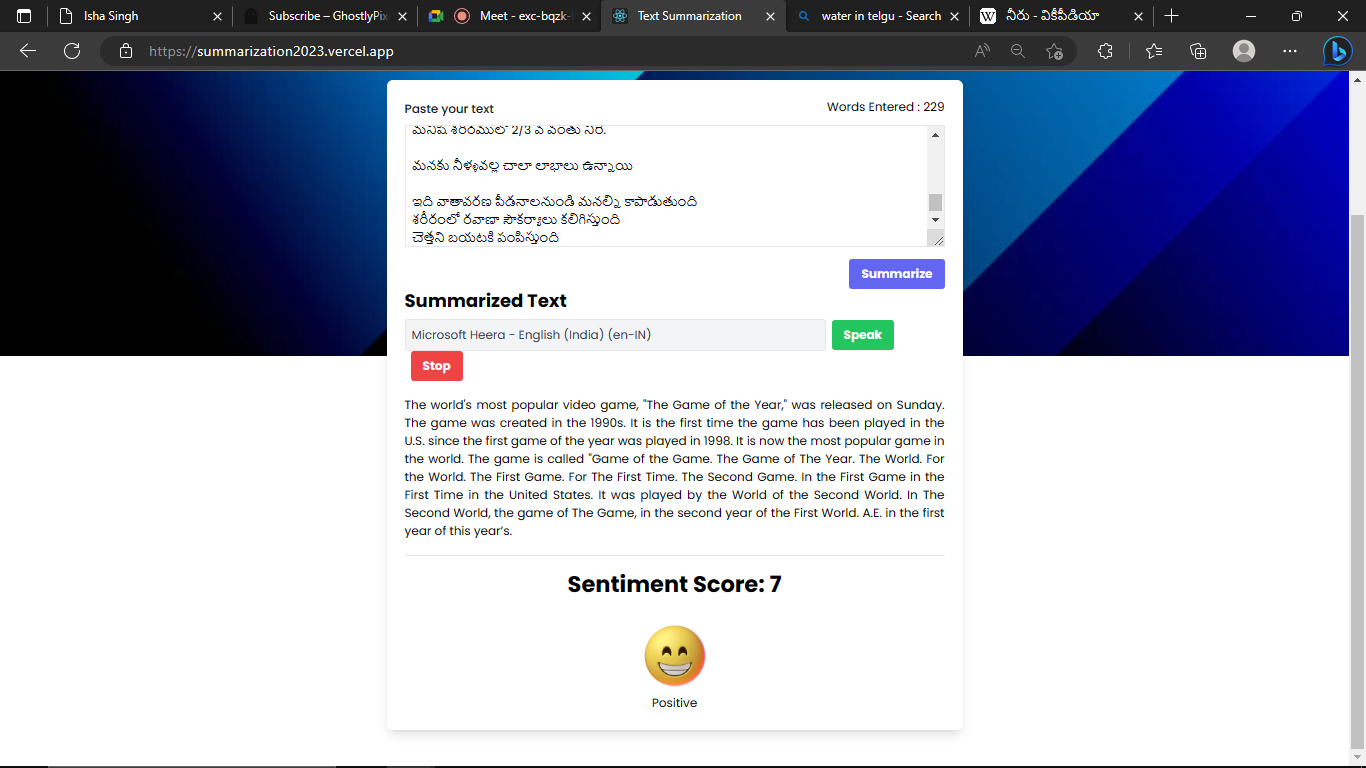 Isha Singh
Subscribe – GhostlyPix
Meet - exc-bqzk-
Text Summarization
water in telgu - Search
నీరు - వికీపీడియా
https://summarization2023.vercel.app
Paste your text
Words Entered : 229
2/3 వ వంతు నీరే.
మనకు నీళ్లవల్ల చాలా లాభాలు ఉన్నాయి
ఇది వాతావరణ పీడనాలనుండి మనల్ని కాపాడుతుంది
శరీరంలో రవాణా సౌకర్యాలు కలిగిస్తుంది
చెత్తని బయటకి పంపిస్తుంది
Summarize
Summarized Text
Microsoft Heera - English (India) (en-IN)
Speak
Stop
The world's most popular video game, "The Game of the Year," was released on Sunday.
The game was created in the 1990s. It is the first time the game has been played in the
U.S. since the first game of the year was played in 1998. It is now the most popular game in
the world. The game is called "Game of the Game. The Game of The Year. The World. For
the World. The First Game. For The First Time. The Second Game. In the First Game in the
First Time in the United States. It was played by the World of the Second World. In The
Second World, the game of The Game, in the second year of the First World. A.E. in the first
year of this year’s.
Sentiment Score: 7
Positive